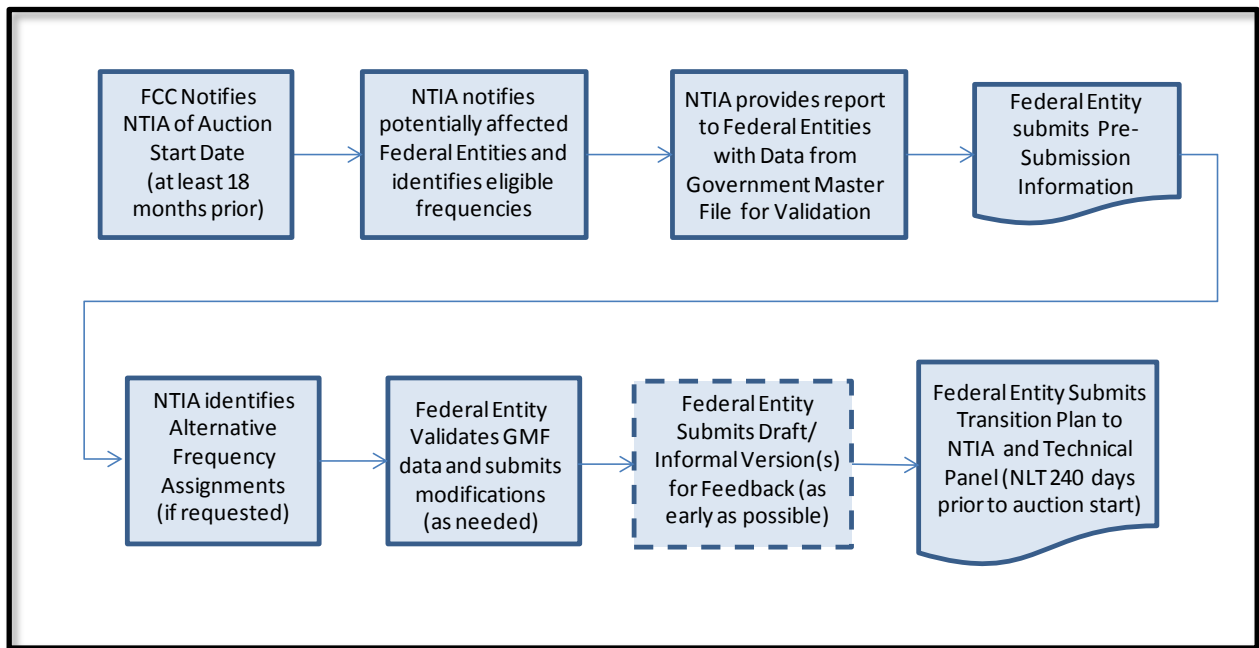 FCC Notifies
NTIA of Auction
Start Date
(at least 18
months prior)
NTIA notifies
potentially affected
Federal Entities and
identifies eligible
frequencies
NTIA provides report
to Federal Entities
with Data from
Government Master
File for Validation
Federal Entity
submits Pre-
Submission
Information
NTIA identifies
Alternative
Frequency
Assignments
(if requested)
Federal Entity
Validates GMF
data and submits
modifications
(as needed)
Federal Entity
Submits Draft/
Informal Version(s)
for Feedback (as
early as possible)
Federal Entity Submits
Transition Plan to
NTIA and Technical
Panel (NLT 240 days
prior to auction start)